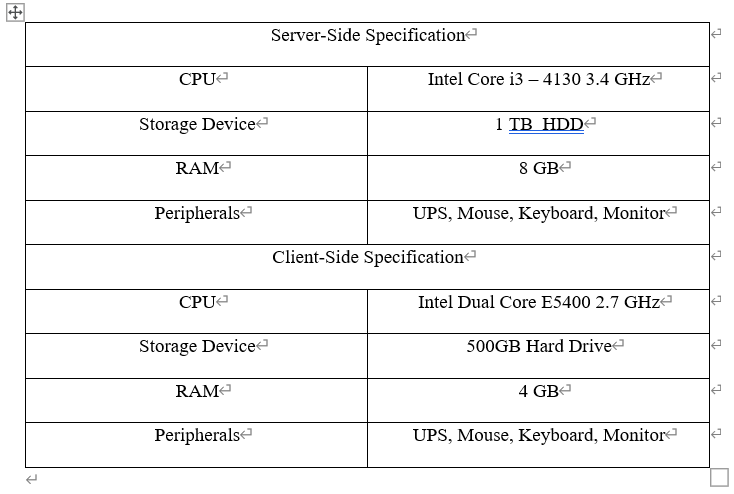 Server-Side Specification
CPU Intel Core i3 – 4130 3.4 GHz
Storage Device 1 TB HDD
RAM 8 GB
Peripherals UPS, Mouse, Keyboard, Monitor
Client-Side Specification
CPU Intel Dual Core E5400 2.7 GHz
Storage Device 500GB Hard Drive
RAM 4 GB
Peripherals UPS, Mouse, Keyboard, Monitor